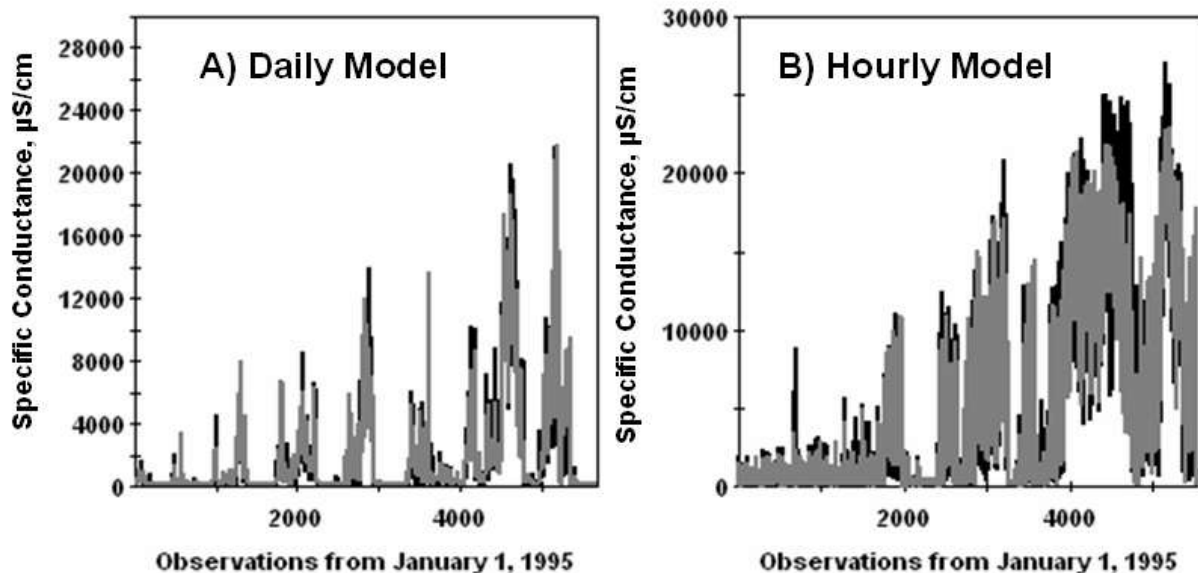 A) Daily Model
Specific Conductance, µS/cm
28000
24000
20000
16000
12000
8000
4000
0
2000
4000
Observations from January 1, 1995
B) Hourly Model
Specific Conductance, µS/cm
30000
20000
10000
0
2000
4000
Observations from January 1, 1995